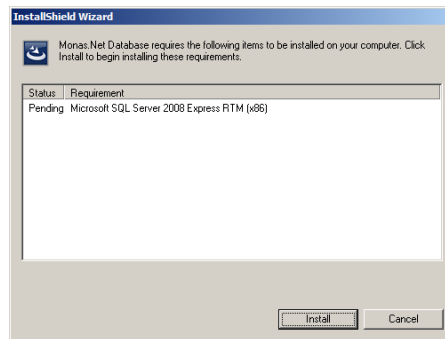 InstallShield Wizard
Monas.Net Database requires the following items to be installed on your computer. Click
Install to begin installing these requirements.
Status Requirement
Pending Microsoft SQL Server 2008 Express RTM (x86)
Install Cancel